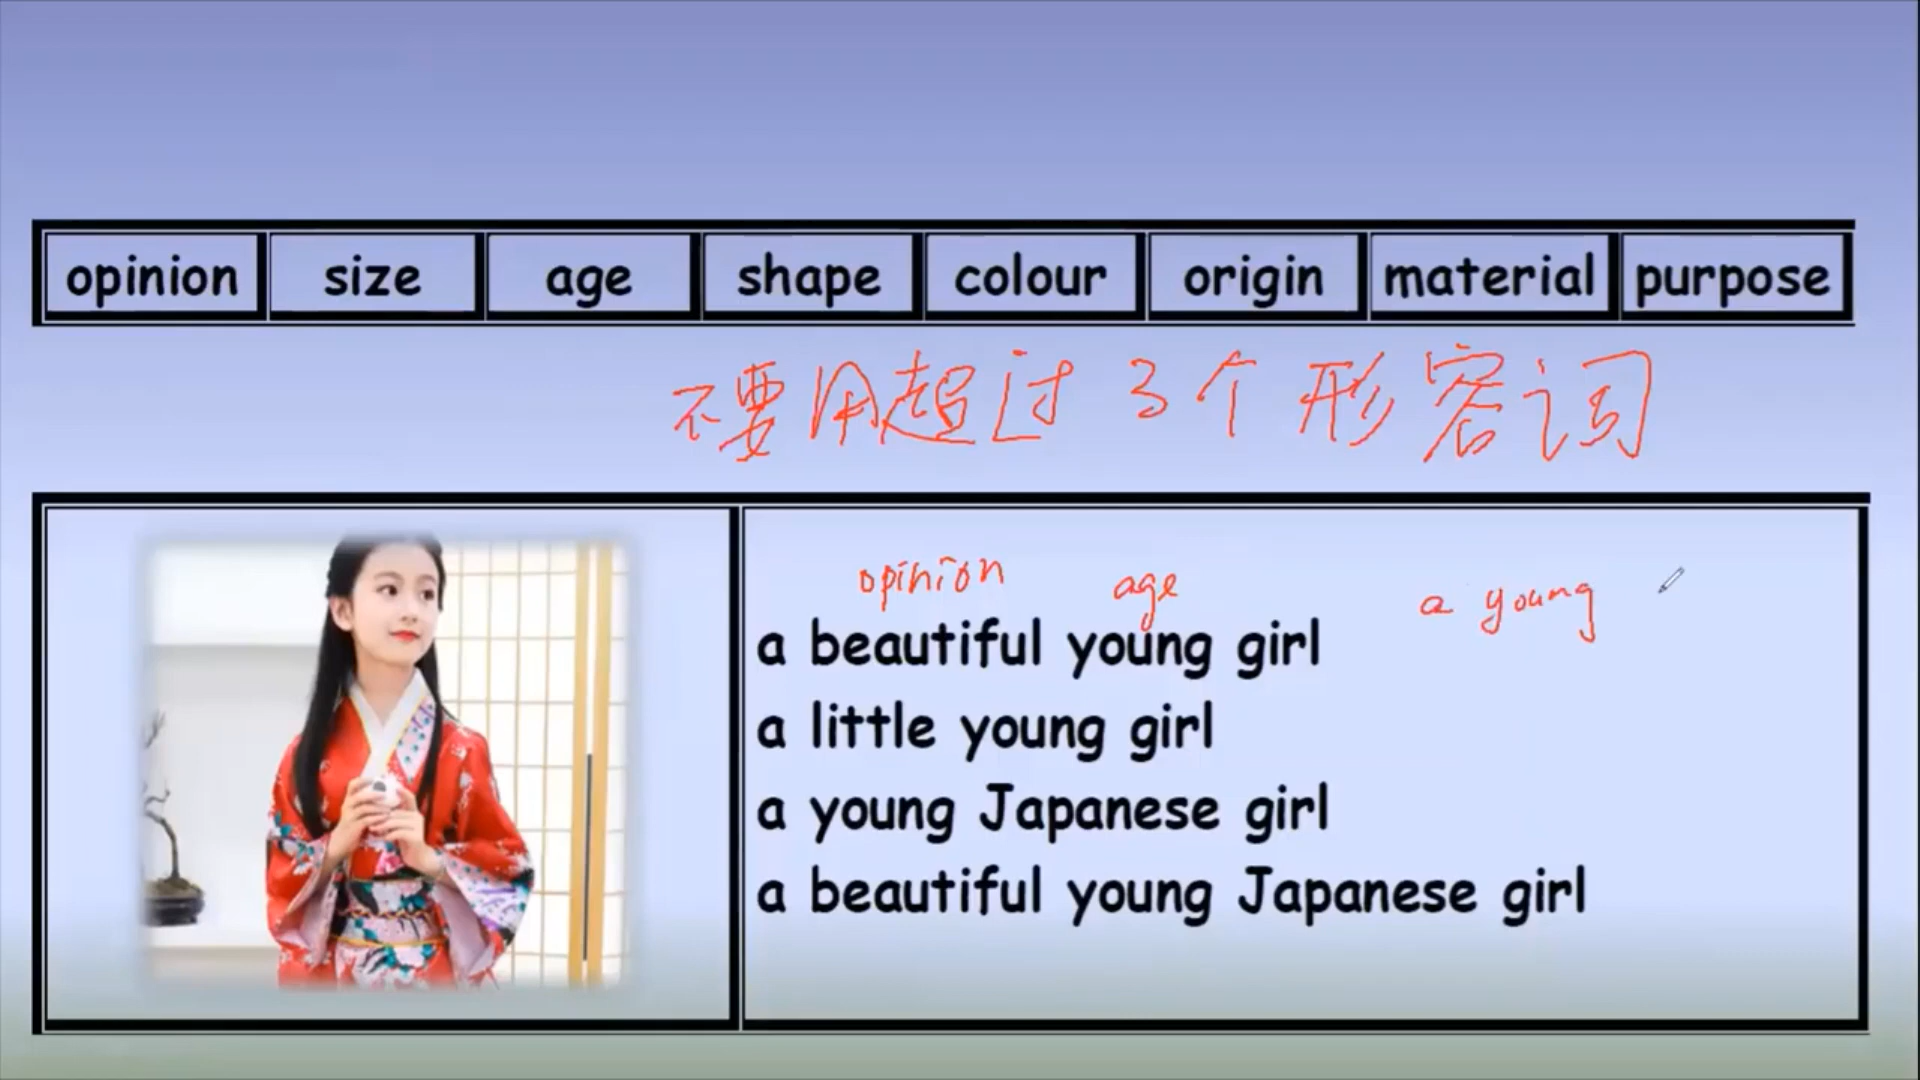 opinion size age shape colour origin material purpose
不要用超过3个形容词
opinion age
a young
a beautiful young girl
a little young girl
a young Japanese girl
a beautiful young Japanese girl